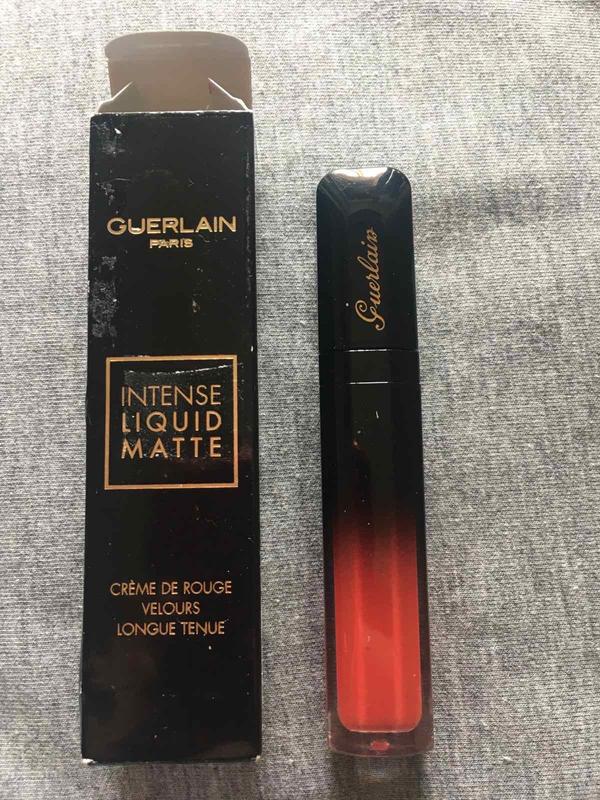 GUERLAIN
PARIS
INTENSE
LIQUID
MATTE
CRÈME DE ROUGE
VELOURS
LONGUE TENUE
Guerlain